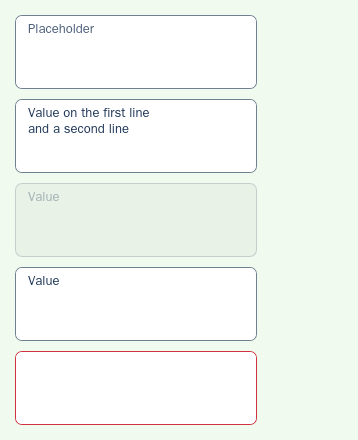 Placeholder
Value on the first line
and a second line
Value
Value